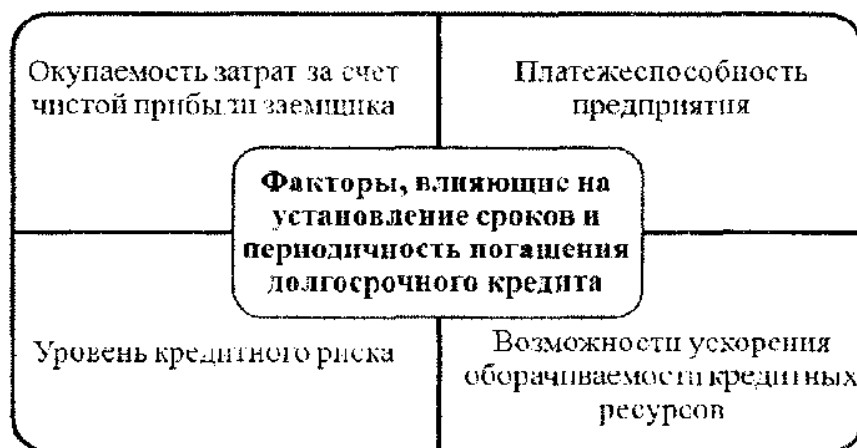 Окупаемость затрат за счет
чистой прибыли заемщика
Платежеспособность
предприятия
Факторы, влияющие на
установление сроков и
периодичность погашения
долгосрочного кредита
Уровень кредитного риска
Возможности ускорения
оборачиваемости кредитных
ресурсов